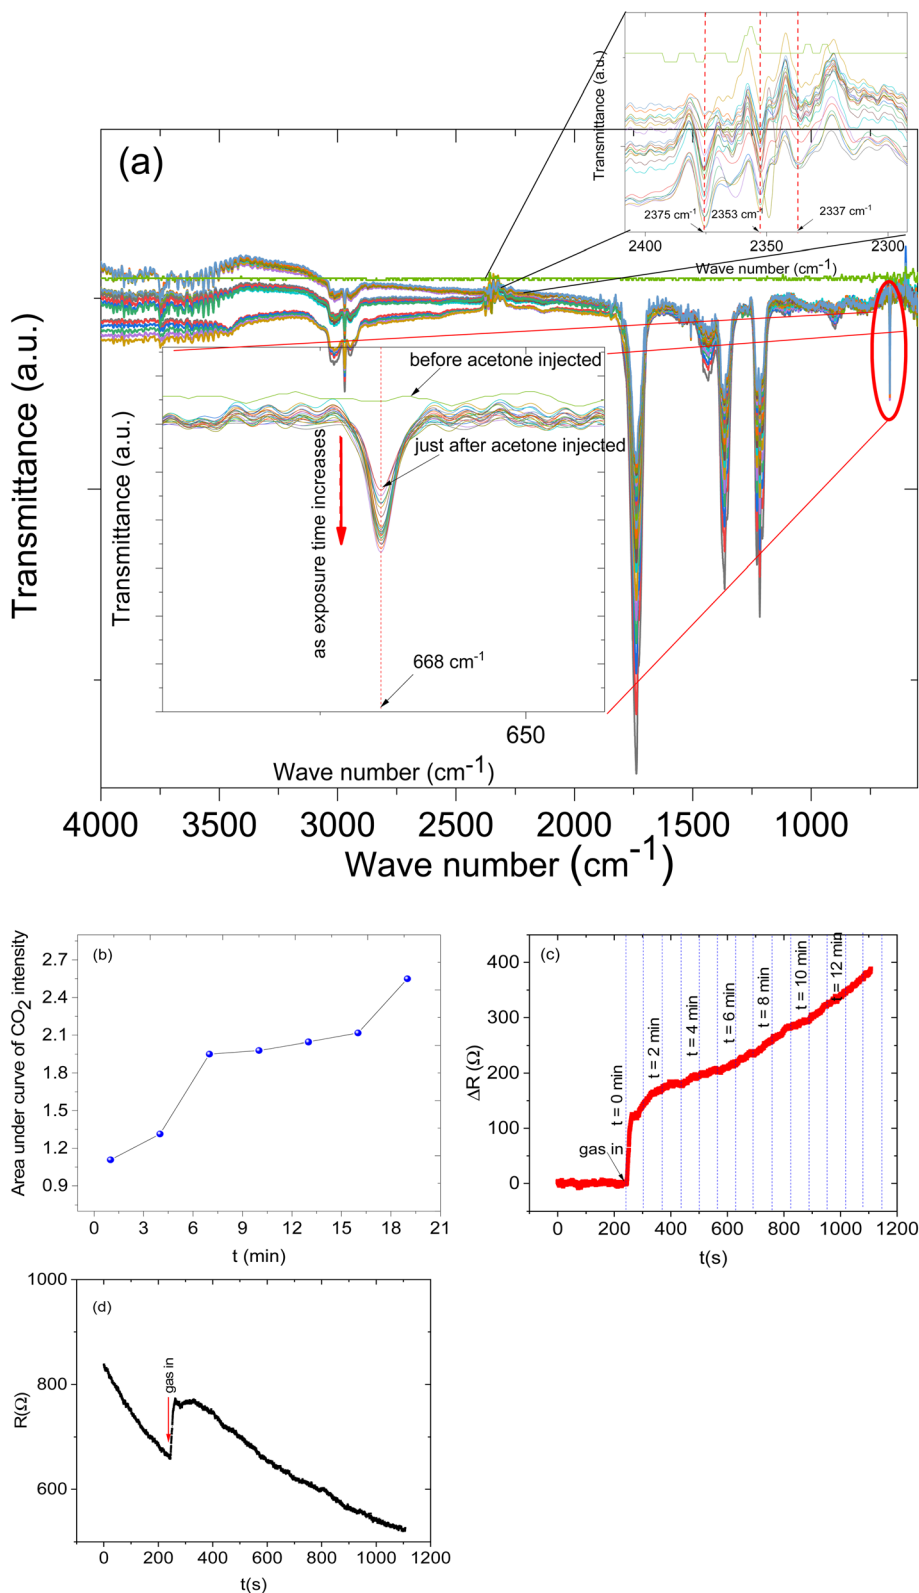 Transmittance (a.u.)
2375 cm-1
2353 cm-1
2337 cm-1
2400
2350
2300
Wave number (cm-1)
(a)
Transmittance (a.u.)
before acetone injected
just after acetone injected
as exposure time increases
Transmittance (a.u.)
668 cm-1
650
Wave number (cm-1)
4000
3000
2500
2000
1500
1000
Wave number (cm-1)
(b)
Area under curve of CO2 intensity
2.7
2.4
2.1
1.8
1.5
1.2
0.9
0 3 6 9 12 15 18 21
t (min)
(c)
ΔR (Ω)
400
300
200
100
0
gas in
t = 0 min
t = 2 min
t = 4 min
t = 6 min
t = 8 min
t = 10 min
t = 12 min
0 200 400 600 800 1000 1200
t(s)
(d)
R(Ω)
1000
800
600
gas in
0 200 400 600 800 1000 1200
t(s)